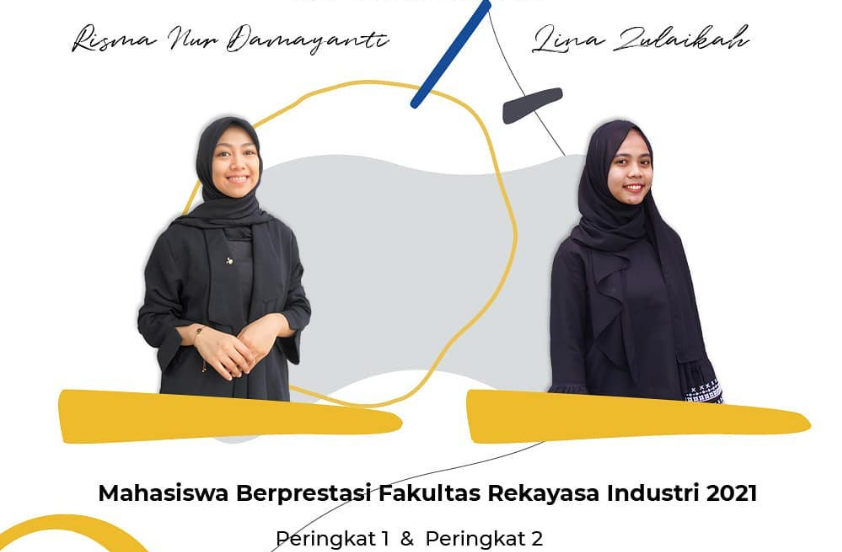 Risma Nur Damayanti
Lina Zulaikah
Mahasiswa Berprestasi Fakultas Rekayasa Industri 2021
Peringkat 1 & Peringkat 2